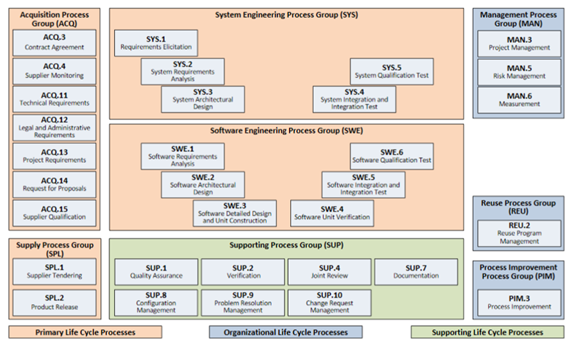 Acquisition Process
Group (ACQ)
ACQ.3
Contract Agreement
ACQ.4
Supplier Monitoring
ACQ.11
Technical Requirements
ACQ.12
Legal and Administrative
Requirements
ACQ.13
Project Requirements
ACQ.14
Request for Proposals
ACQ.15
Supplier Qualification
System Engineering Process Group (SYS)
SYS.1
Requirements Elicitation
SYS.2
System Requirements
Analysis
SYS.3
System Architectural
Design
SYS.5
System Qualification Test
SYS.4
System Integration and
Integration Test
Management Process
Group (MAN)
MAN.3
Project Management
MAN.5
Risk Management
MAN.6
Measurement
Software Engineering Process Group (SWE)
SWE.1
Software Requirements
Analysis
SWE.2
Software Architectural
Design
SWE.3
Software Detailed Design
and Unit Construction
SWE.6
Software Qualification Test
SWE.5
Software Integration and
Integration Test
SWE.4
Software Unit Verification
Reuse Process Group
(REU)
REU.2
Reuse Program
Management
Supply Process Group
(SPL)
SPL.1
Supplier Tendering
SPL.2
Product Release
Supporting Process Group (SUP)
SUP.1
Quality Assurance
SUP.2
Verification
SUP.4
Joint Review
SUP.7
Documentation
SUP.8
Configuration
Management
SUP.9
Problem Resolution
Management
SUP.10
Change Request
Management
Process Improvement
Process Group (PIM)
PIM.3
Process Improvement
Primary Life Cycle Processes
Organizational Life Cycle Processes
Supporting Life Cycle Processes